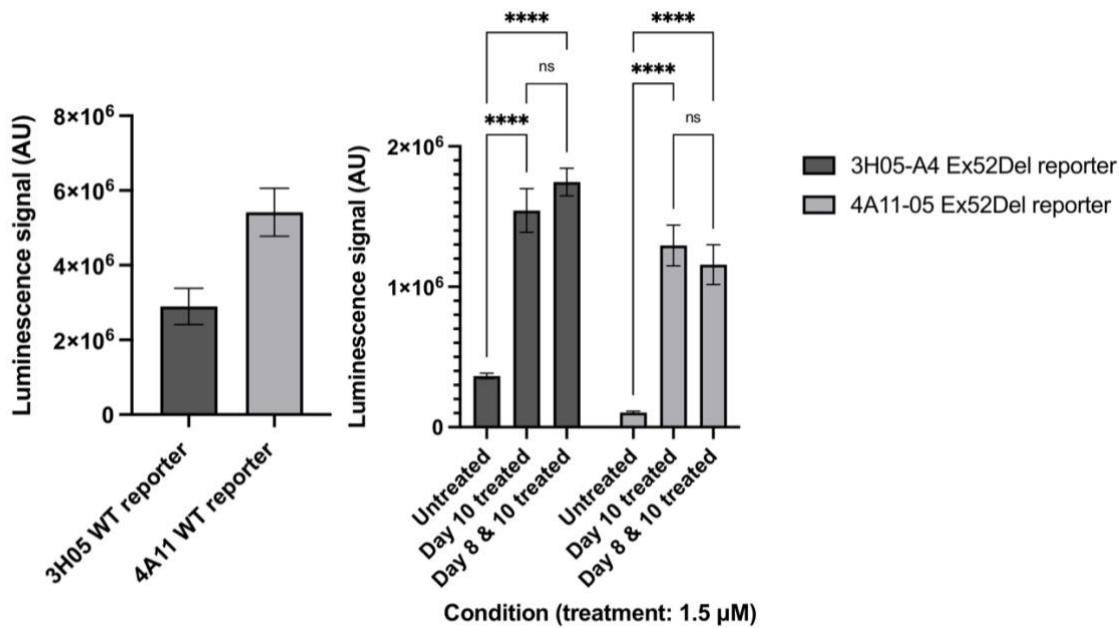 Luminescence signal (AU)
8×10⁶
6×10⁶
4×10⁶
2×10⁶
0
3H05 WT reporter
4A11 WT reporter
Luminescence signal (AU)
2×10⁶
1×10⁶
0
****
ns
****
****
****
ns
Untreated
Day 10 treated
Day 8 & 10 treated
Untreated
Day 10 treated
Day 8 & 10 treated
Condition (treatment: 1.5 µM)
3H05-A4 Ex52Del reporter
4A11-05 Ex52Del reporter